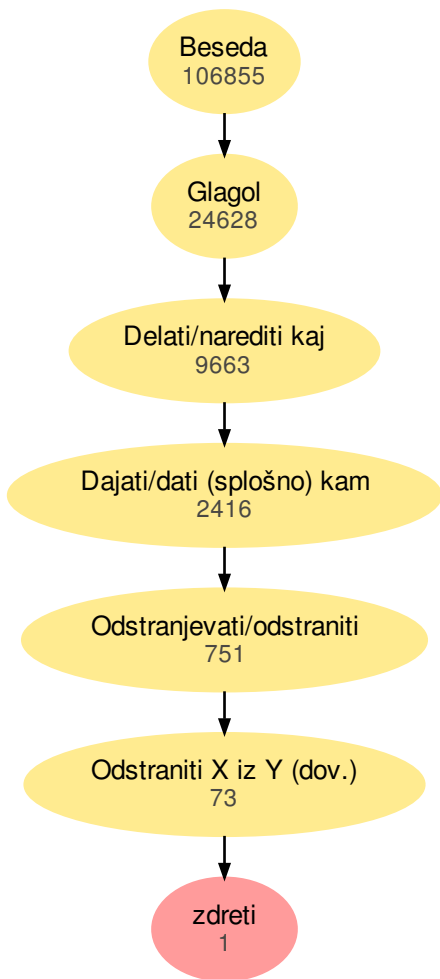 Beseda
106855
Glagol
24628
Delati/narediti kaj
9663
Dajati/dati (splošno) kam
2416
Odstranjevati/odstraniti
751
Odstraniti X iz Y (dov.)
73
zdreti
1